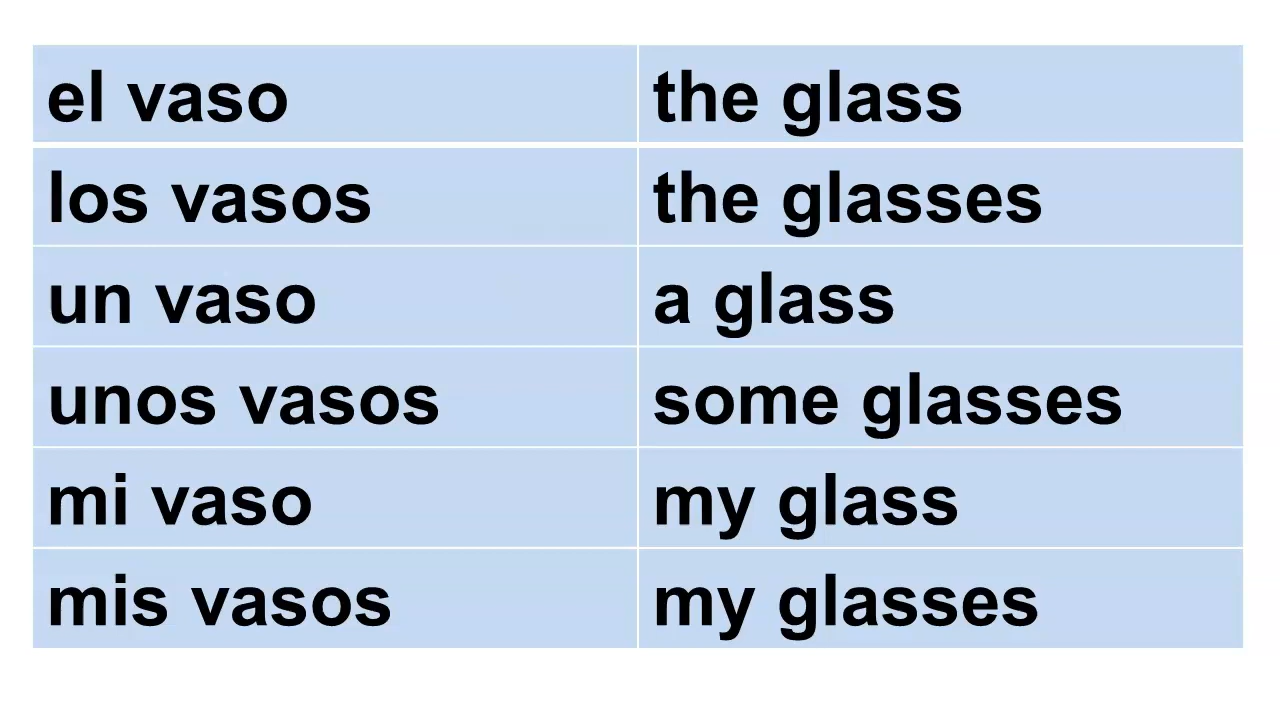 el vaso the glass
los vasos the glasses
un vaso a glass
unos vasos some glasses
mi vaso my glass
mis vasos my glasses